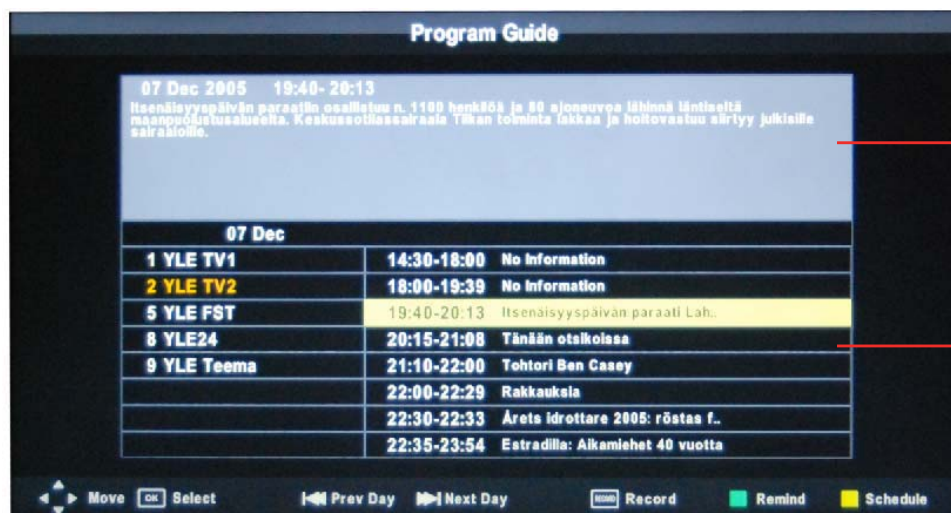 Program Guide
07 Dec 2005 19:40-20:13
Itsenäisyyspäivän paraatiin osallistuu n. 1100 henkilöä ja 80 ajoneuvoa lähinnä läntiseltä
maanpuolustusalueelta. Keskussotilassairaala Tilkan toiminta lakkaa ja hoitovastuu siirtyy julkisille
sairaaloille.
07 Dec
1 YLE TV1 14:30-18:00 No Information
2 YLE TV2 18:00-19:39 No Information
5 YLE FST 19:40-20:13 Itsenäisyyspäivän paraati Lah..
8 YLE24 20:15-21:08 Tänään otsikoissa
9 YLE Teema 21:10-22:00 Tohtori Ben Casey
22:00-22:29 Rakkauksia
22:30-22:33 Årets idrottare 2005: röstas f..
22:35-23:54 Estradilla: Aikamiehet 40 vuotta
Move OK Select Prev Day Next Day RECORD Record Remind Schedule